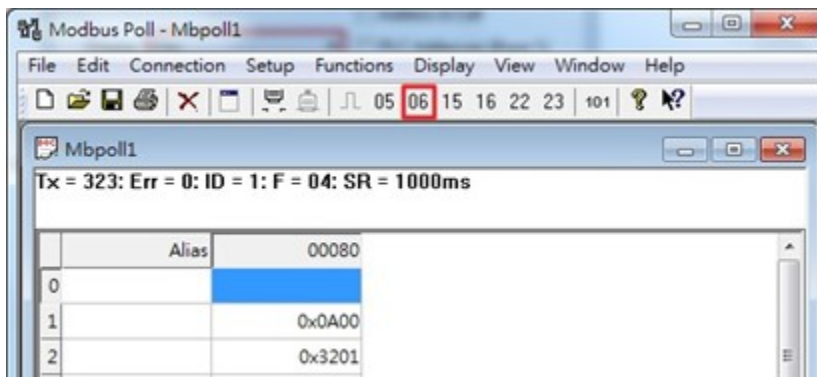 Modbus Poll - Mbpoll1
File Edit Connection Setup Functions Display View Window Help
05 06 15 16 22 23 101
Mbpoll1
Tx = 323: Err = 0: ID = 1: F = 04: SR = 1000ms
Alias 00080
0
1 0x0A00
2 0x3201